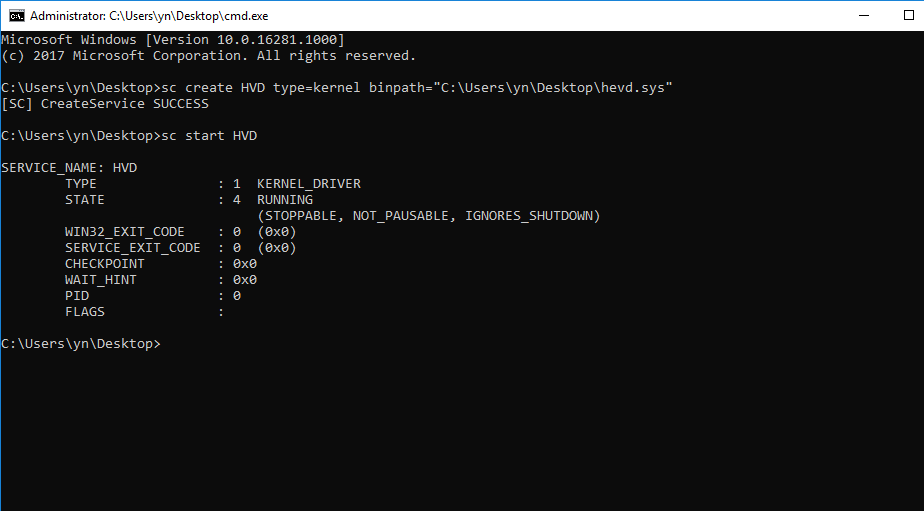 Administrator: C:\Users\yn\Desktop\cmd.exe
Microsoft Windows [Version 10.0.16281.1000]
(c) 2017 Microsoft Corporation. All rights reserved.
C:\Users\yn\Desktop>sc create HVD type=kernel binpath="C:\Users\yn\Desktop\hevd.sys"
[SC] CreateService SUCCESS
C:\Users\yn\Desktop>sc start HVD
SERVICE_NAME: HVD
        TYPE               : 1  KERNEL_DRIVER
        STATE              : 4  RUNNING
                                (STOPPABLE, NOT_PAUSABLE, IGNORES_SHUTDOWN)
        WIN32_EXIT_CODE    : 0  (0x0)
        SERVICE_EXIT_CODE  : 0  (0x0)
        CHECKPOINT         : 0x0
        WAIT_HINT          : 0x0
        PID                : 0
        FLAGS              :
C:\Users\yn\Desktop>